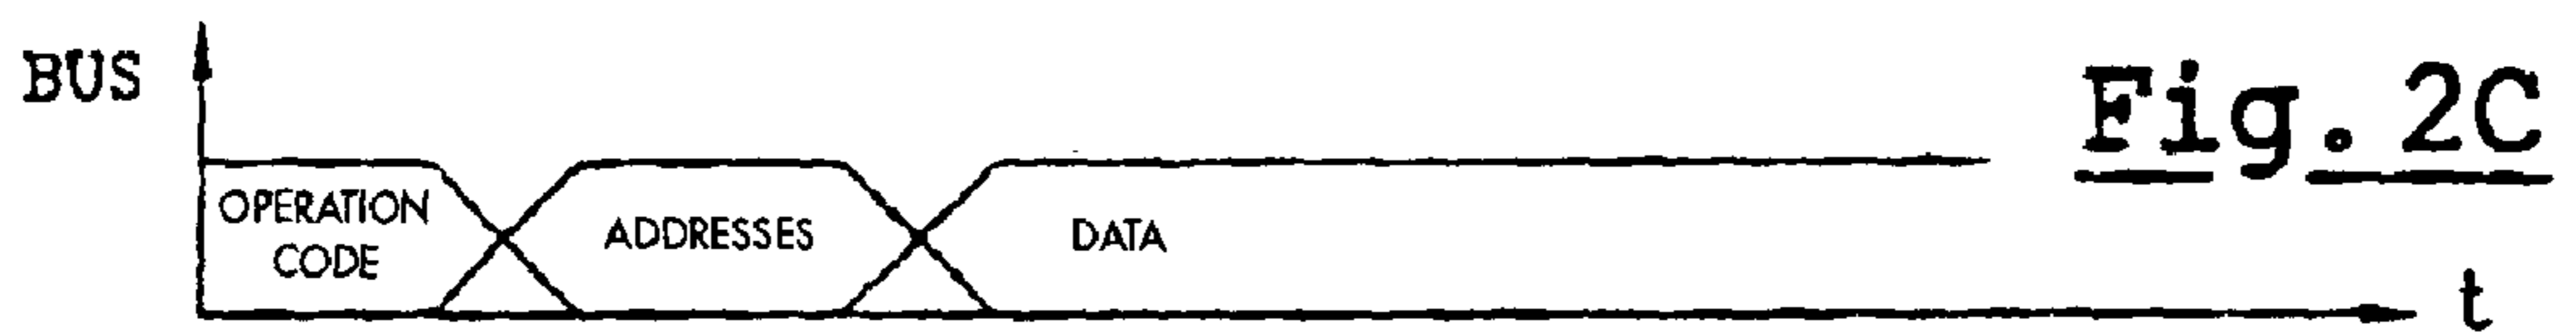 BUS
Fig. 2C
OPERATION
CODE
ADDRESSES
DATA
t